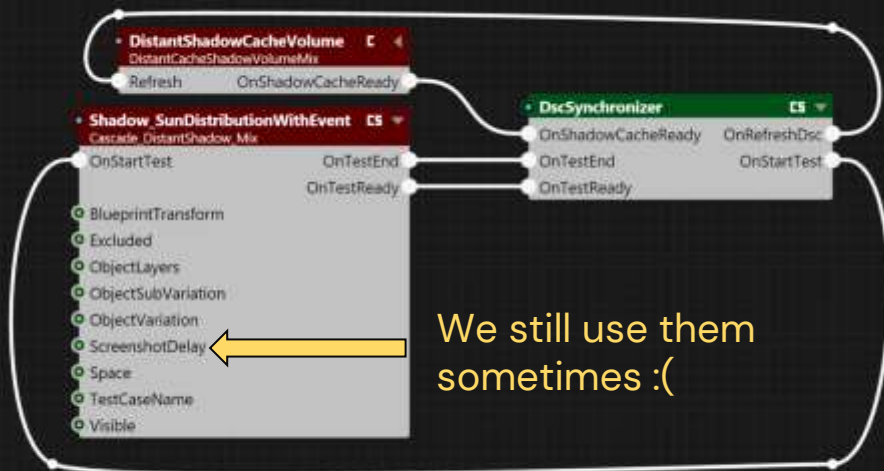 DistantShadowCacheVolume
DistantCacheShadowVolumeMix
Refresh OnShadowCacheReady
Shadow_SunDistributionWithEvent CS
Cascade_DistantShadow_Mix
OnStartTest OnTestEnd
OnTestReady
BlueprintTransform
Excluded
ObjectLayers
ObjectSubVariation
ObjectVariation
ScreenshotDelay
Space
TestCaseName
Visible
DscSynchronizer CS
OnShadowCacheReady OnRefreshDsc
OnTestEnd OnStartTest
OnTestReady
We still use them
sometimes :(